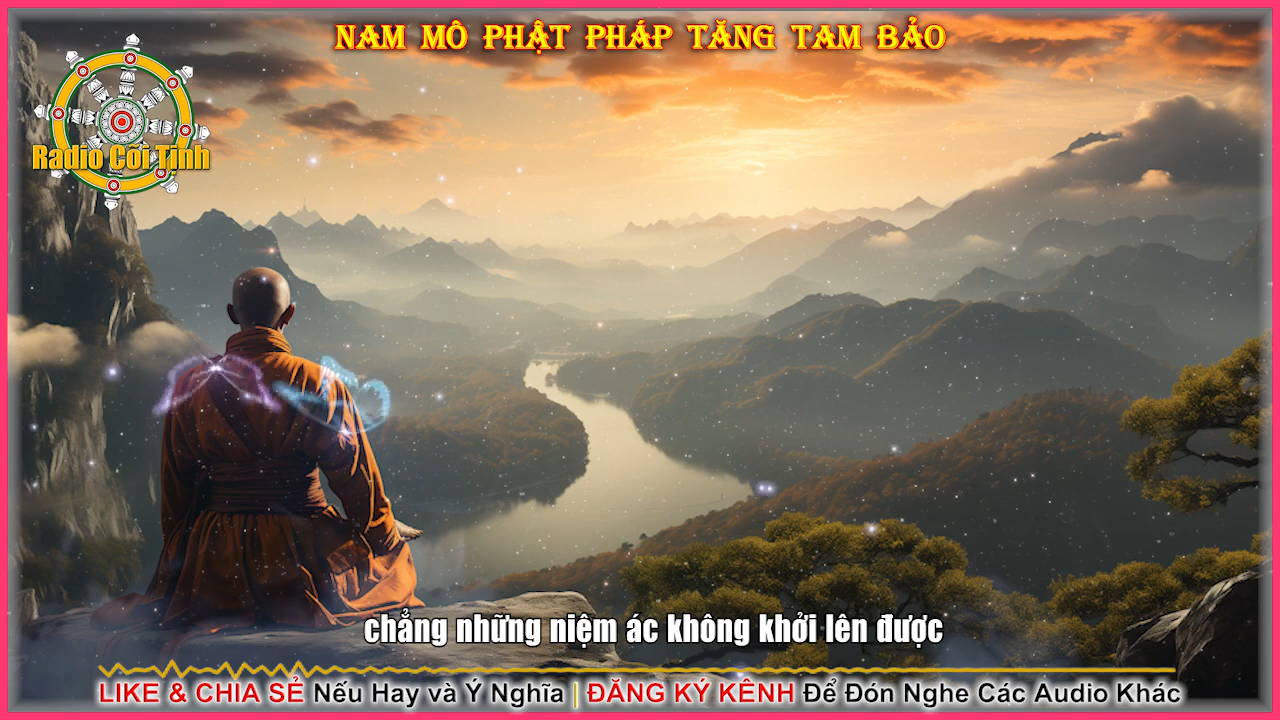 NAM MÔ PHẬT PHÁP TĂNG TAM BẢO
Radio Cõi Tịnh
chẳng những niệm ác không khởi lên được
LIKE & CHIA SẺ Nếu Hay và Ý Nghĩa | ĐĂNG KÝ KÊNH Để Đón Nghe Các Audio Khác